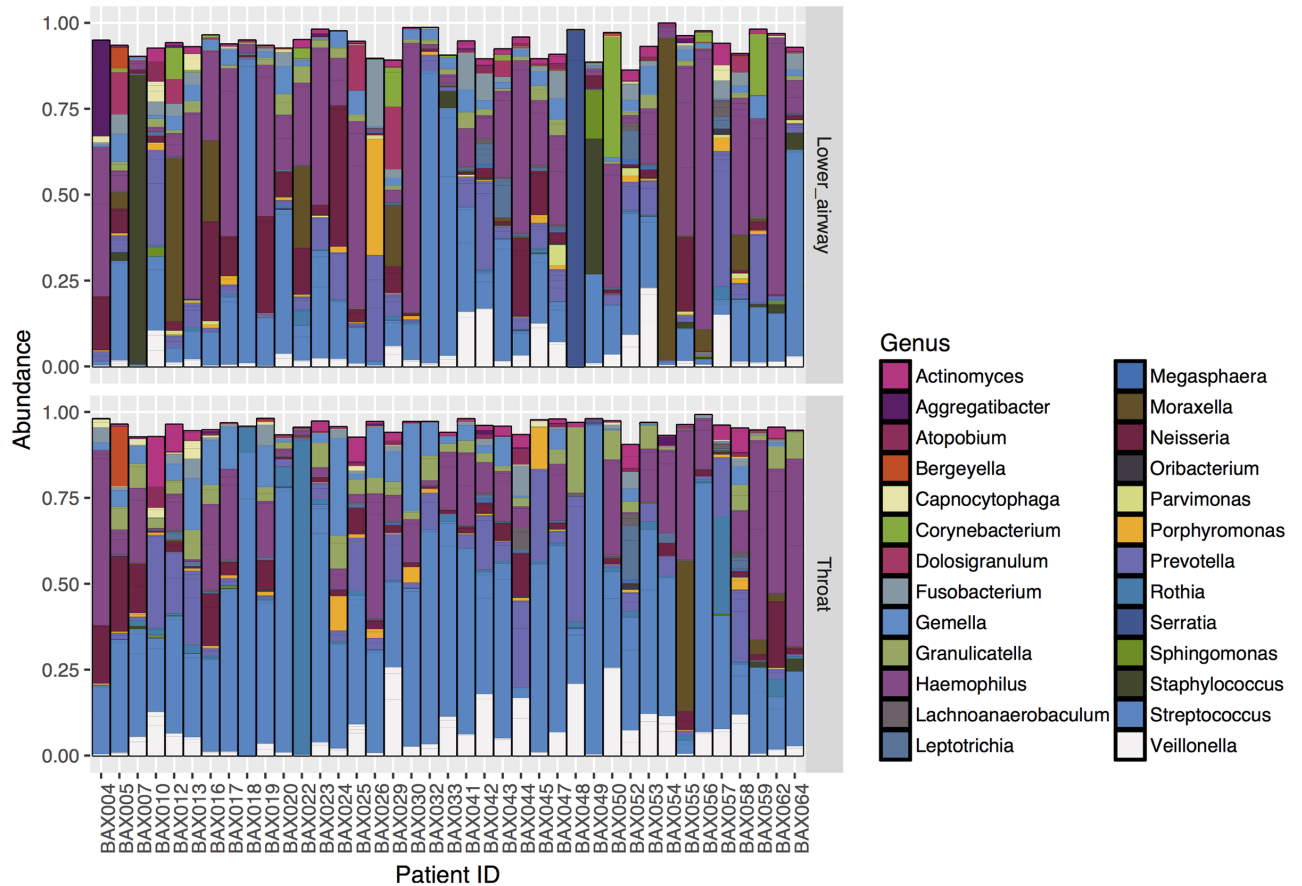 1.00
0.75
0.50
0.25
0.00
Lower_airway
Abundance
1.00
0.75
0.50
0.25
0.00
Throat
BAX004
BAX005
BAX007
BAX010
BAX012
BAX013
BAX016
BAX017
BAX018
BAX019
BAX020
BAX022
BAX023
BAX024
BAX025
BAX026
BAX029
BAX030
BAX032
BAX033
BAX041
BAX042
BAX043
BAX044
BAX045
BAX047
BAX048
BAX049
BAX050
BAX052
BAX053
BAX054
BAX055
BAX056
BAX057
BAX058
BAX059
BAX062
BAX064
Patient ID
Genus
Actinomyces
Aggregatibacter
Atopobium
Bergeyella
Capnocytophaga
Corynebacterium
Dolosigranulum
Fusobacterium
Gemella
Granulicatella
Haemophilus
Lachnoanaerobaculum
Leptotrichia
Megasphaera
Moraxella
Neisseria
Oribacterium
Parvimonas
Porphyromonas
Prevotella
Rothia
Serratia
Sphingomonas
Staphylococcus
Streptococcus
Veillonella